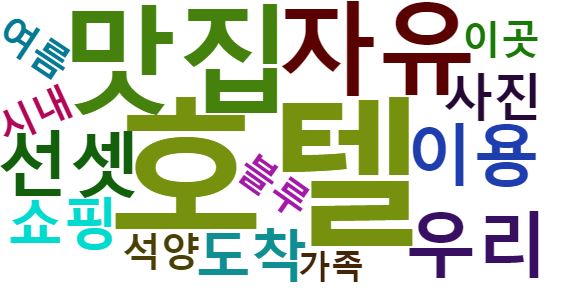 여름
맛집
자유
이곳
사진
시내
호텔
선셋
블루
이용
쇼핑
우리
석양
도착
가족